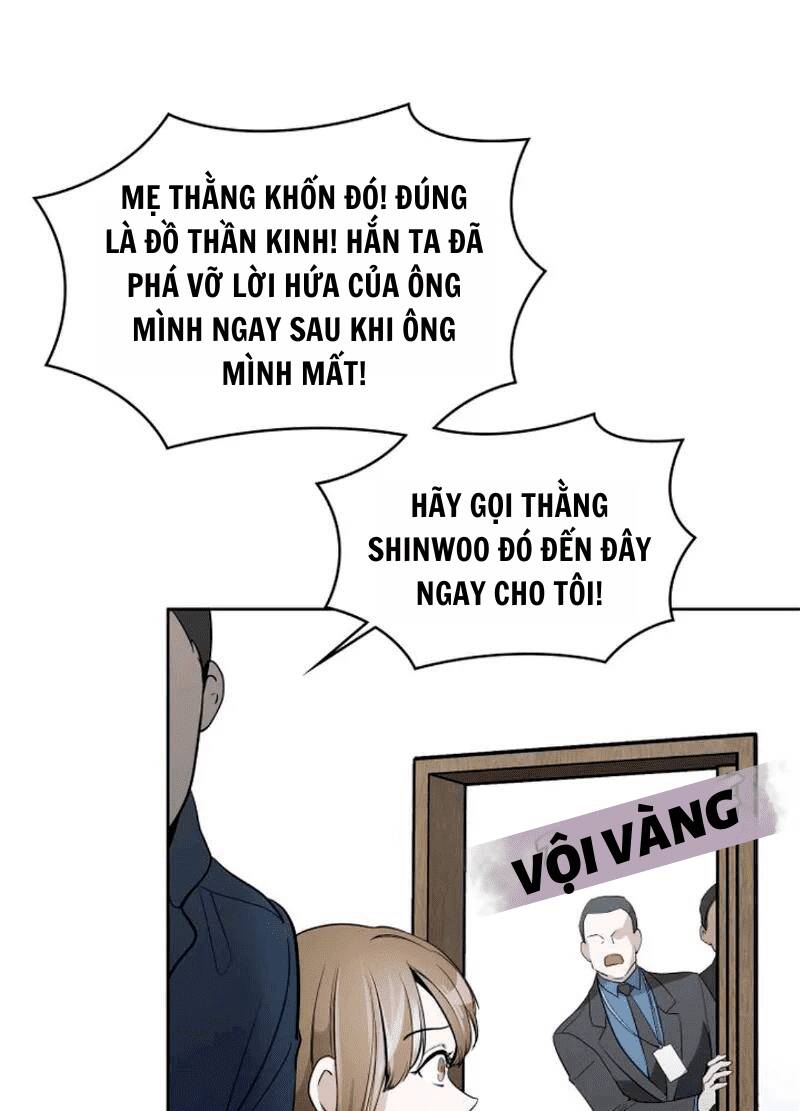 MẸ THẰNG KHỐN ĐÓ! ĐÚNG
LÀ ĐỒ THẦN KINH! HẮN TA ĐÃ
PHÁ VỠ LỜI HỨA CỦA ÔNG
MÌNH NGAY SAU KHI ÔNG
MÌNH MẤT!
HÃY GỌI THẰNG
SHINWOO ĐÓ ĐẾN ĐÂY
NGAY CHO TÔI!
VỘI VÀNG